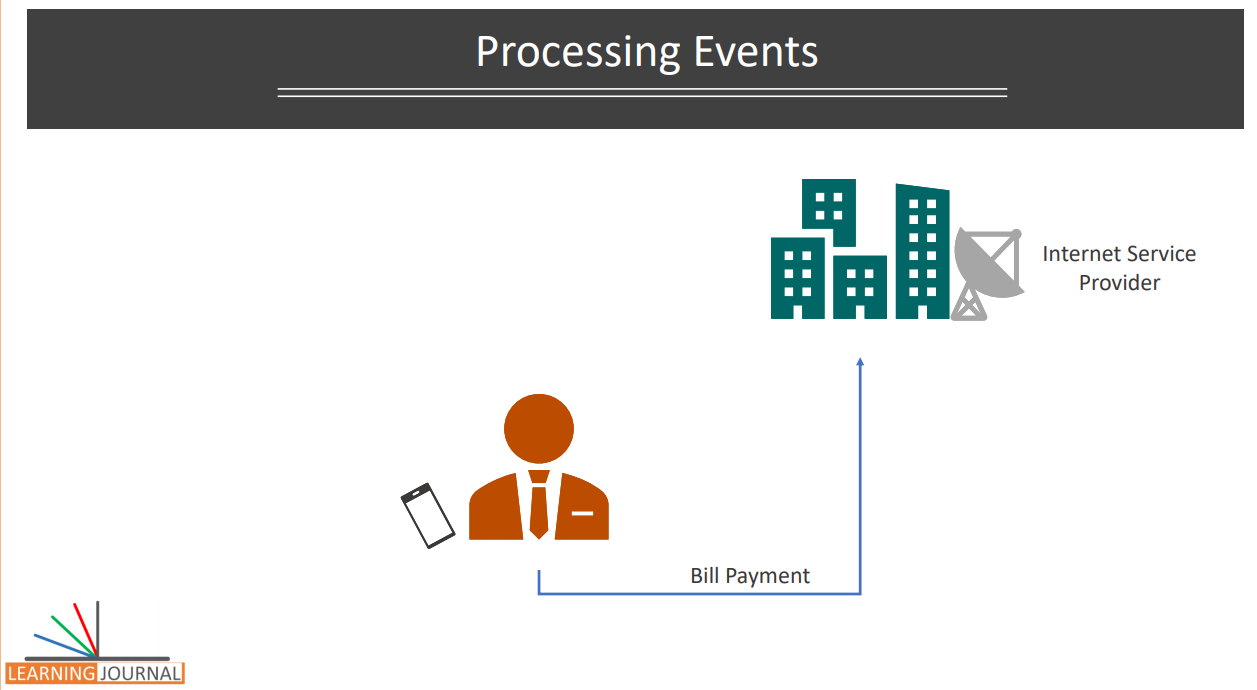 Processing Events
Internet Service
Provider
Bill Payment
LEARNING JOURNAL